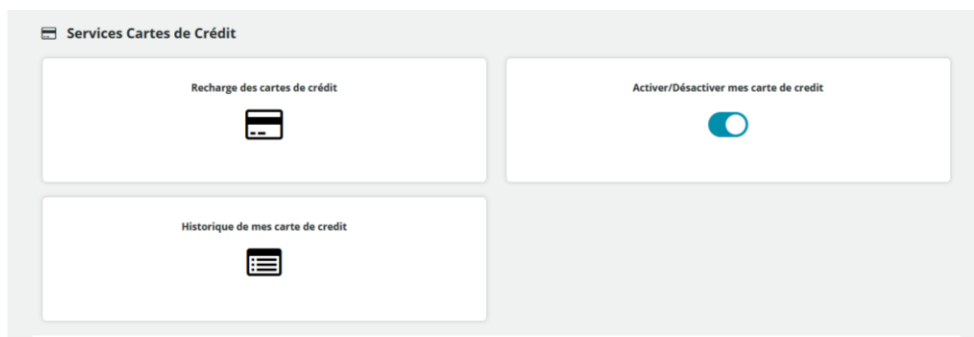 Services Cartes de Crédit
Recharge des cartes de crédit
Activer/Désactiver mes carte de credit
Historique de mes carte de credit